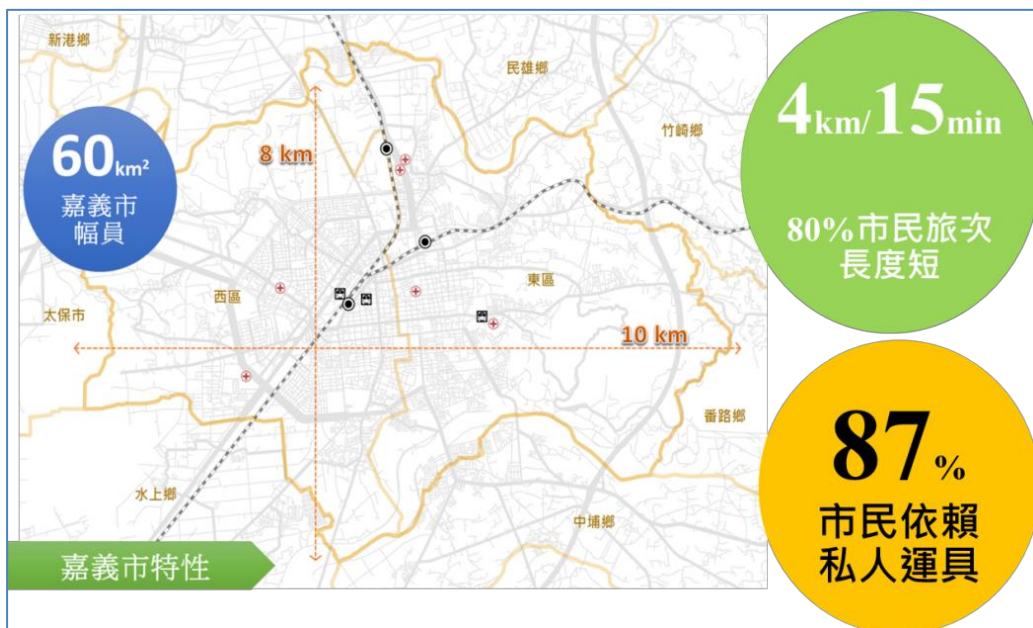 新港鄉
民雄鄉
竹崎鄉
60km²
嘉義市
幅員
8 km
西區
東區
太保市
10 km
番路鄉
水上鄉
中埔鄉
嘉義市特性
4km/15min
80%市民旅次
長度短
87%
市民依賴
私人運具